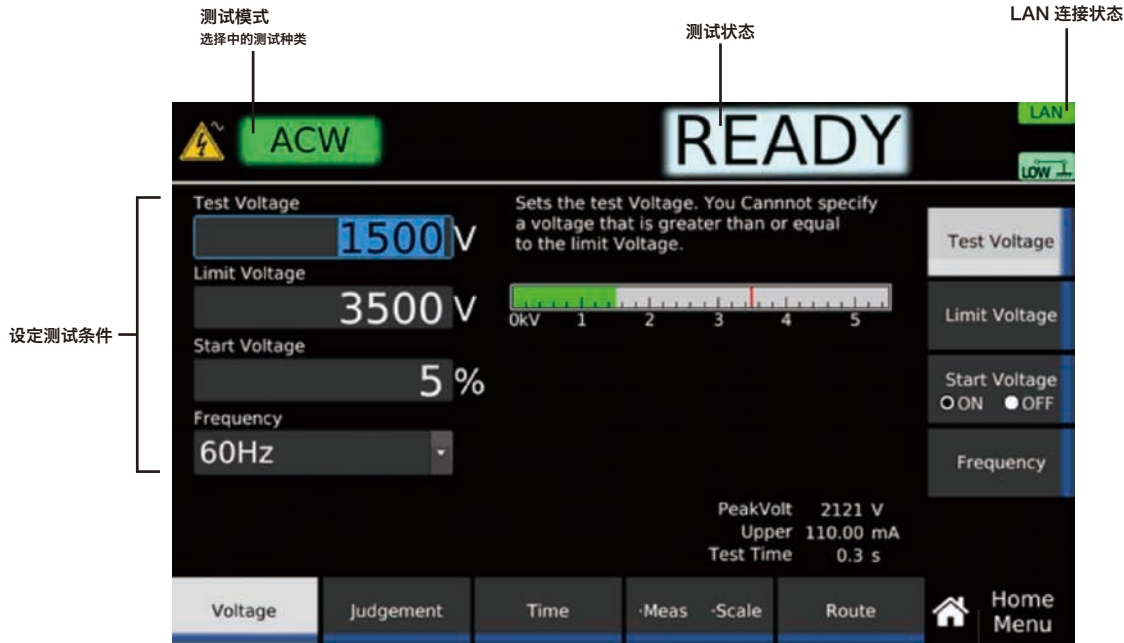 测试模式
选择中的测试种类
测试状态
LAN 连接状态
ACW
READY
LAN
LOW
设定测试条件
Test Voltage
1500 V
Limit Voltage
3500 V
Start Voltage
5 %
Frequency
60Hz
Sets the test Voltage. You Cannnot specify
a voltage that is greater than or equal
to the limit Voltage.
0kV 1 2 3 4 5
Test Voltage
Limit Voltage
Start Voltage
ON OFF
Frequency
PeakVolt 2121 V
Upper 110.00 mA
Test Time 0.3 s
Voltage Judgement Time ·Meas ·Scale Route
Home
Menu